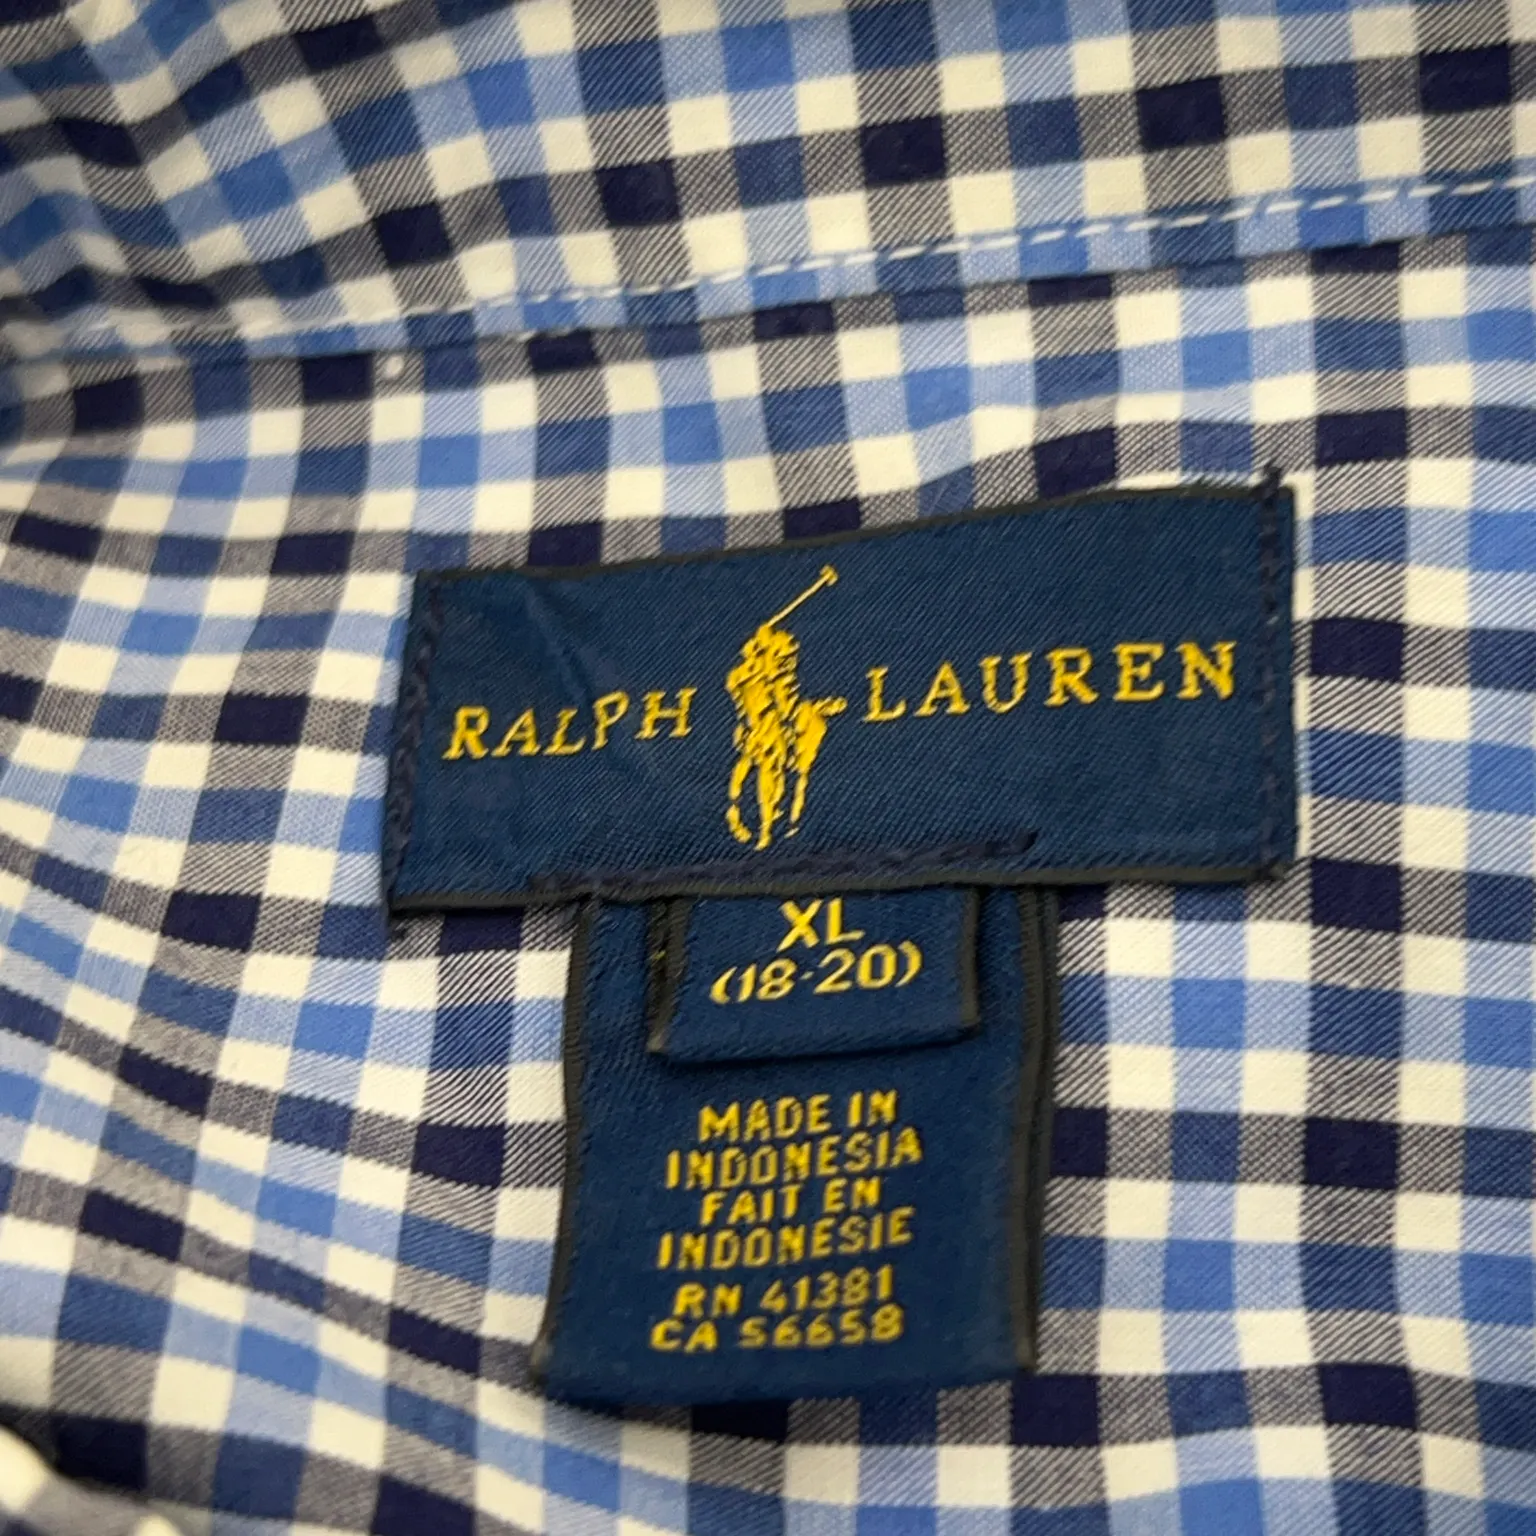 RALPH LAUREN
XL
(18-20)
MADE IN
INDONESIA
FAIT EN
INDONESIE
RN 41381
CA 56658